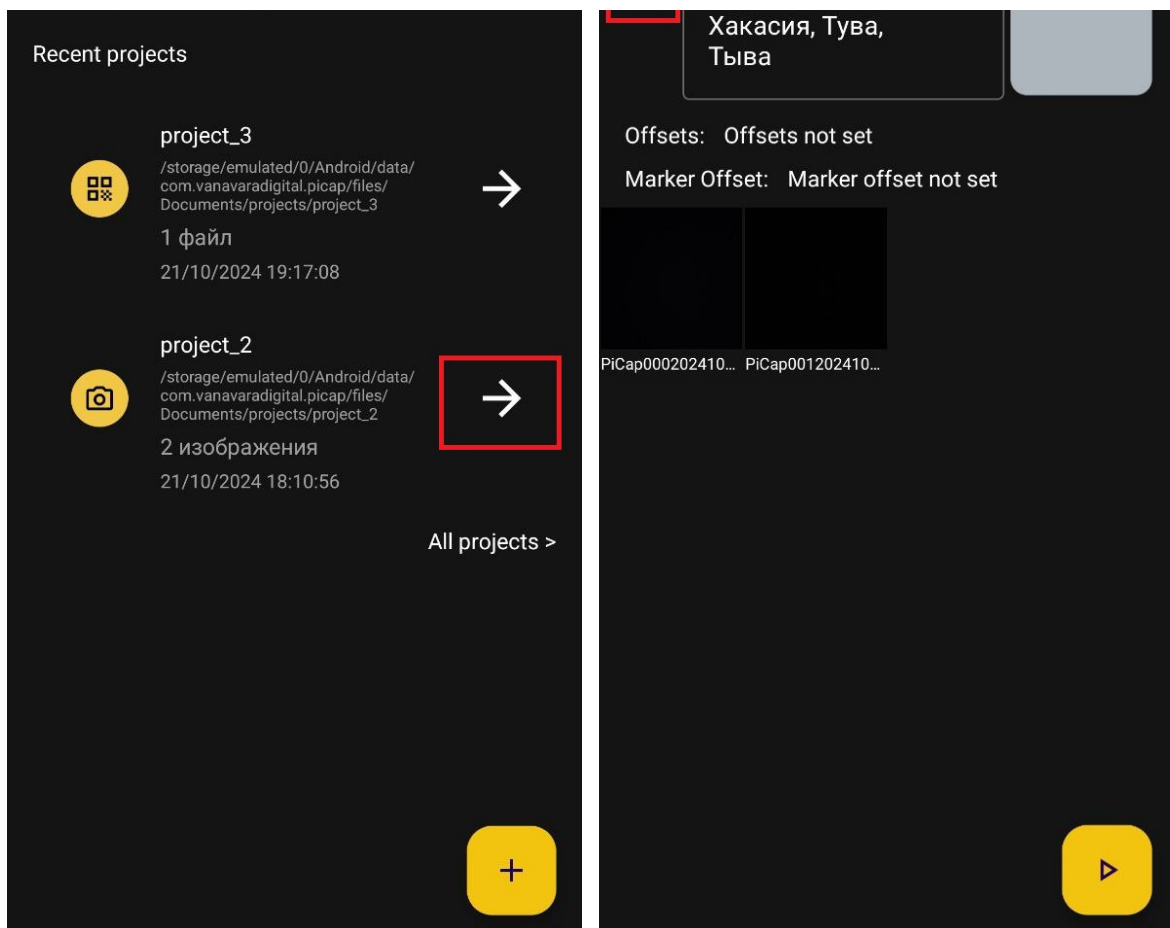 Recent projects
project_3
/storage/emulated/0/Android/data/
com.vanavaradigital.picap/files/
Documents/projects/project_3
1 файл
21/10/2024 19:17:08
project_2
/storage/emulated/0/Android/data/
com.vanavaradigital.picap/files/
Documents/projects/project_2
2 изображения
21/10/2024 18:10:56
All projects >
Хакасия, Тува,
Тыва
Offsets: Offsets not set
Marker Offset: Marker offset not set
PiCap000202410... PiCap001202410...